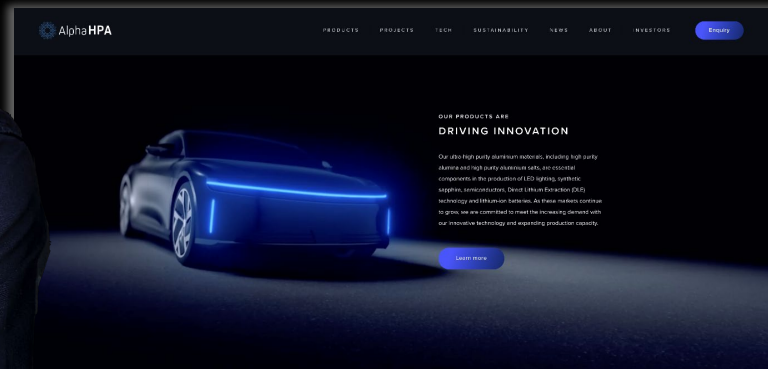 Alpha HPA
PRODUCTS PROJECTS TECH SUSTAINABILITY NEWS ABOUT INVESTORS Enquiry
OUR PRODUCTS ARE
DRIVING INNOVATION
Our ultra-high purity aluminium materials, including high purity
alumina and high purity aluminium salts, are essential
components in the production of LED lighting, synthetic
sapphire, semiconductors, Direct Lithium Extraction (DLE)
technology and lithium-ion batteries. As these markets continue
to grow, we are committed to meet the increasing demand with
our innovative technology and expanding production capacity.
Learn more